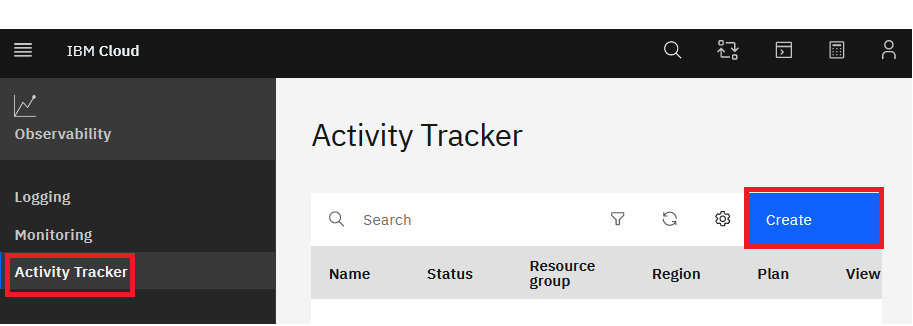 IBM Cloud
Observability
Logging
Monitoring
Activity Tracker
Activity Tracker
Search
Create
Name Status Resource group Region Plan View